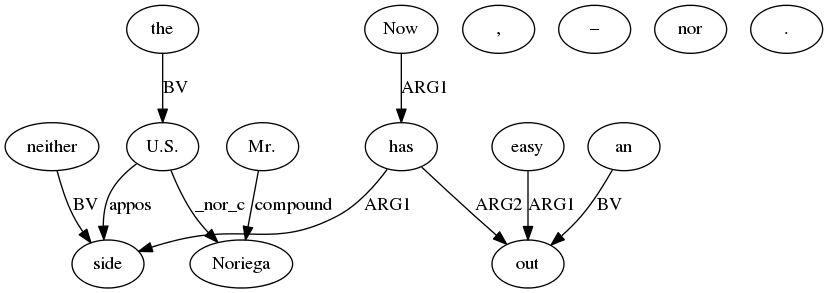 the Now , – nor .
BV ARG1
neither U.S. Mr. has easy an
BV appos _nor_c compound ARG1 ARG2 ARG1 BV
side Noriega out